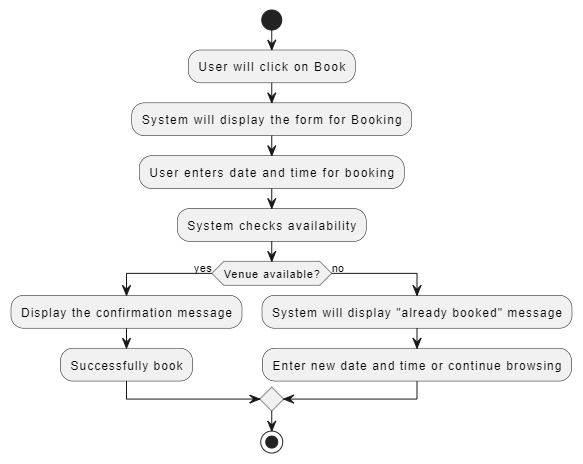 User will click on Book
System will display the form for Booking
User enters date and time for booking
System checks availability
yes
Venue available?
no
Display the confirmation message
System will display "already booked" message
Successfully book
Enter new date and time or continue browsing